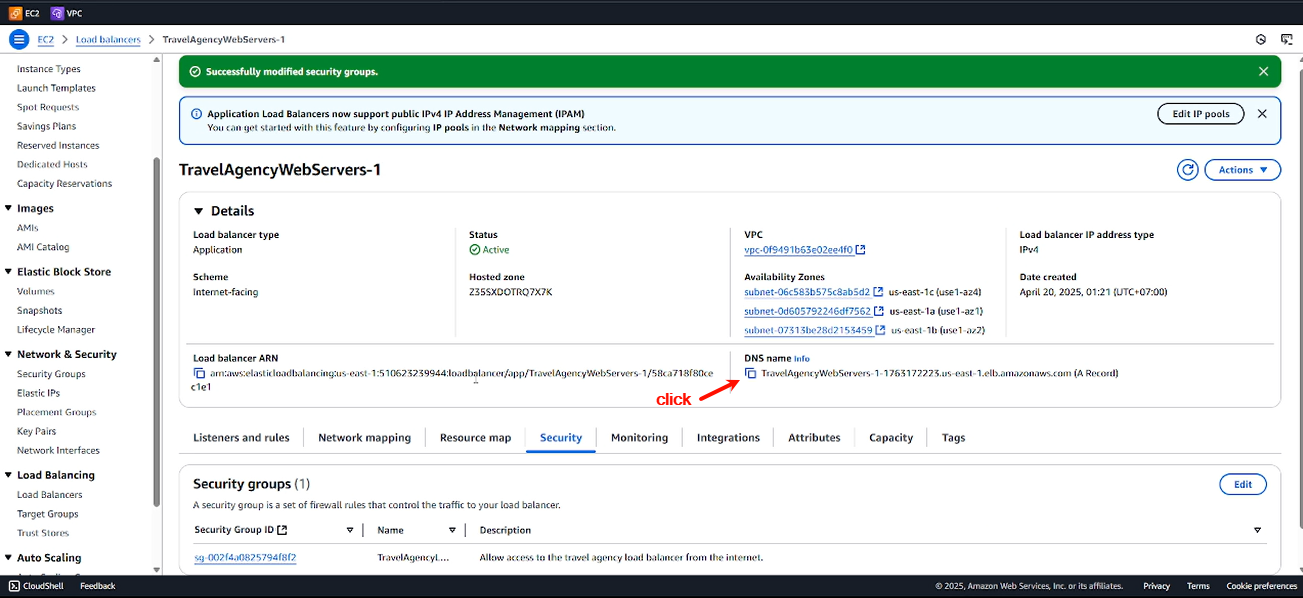 EC2 VPC
EC2 > Load balancers > TravelAgencyWebServers-1
Instance Types
Launch Templates
Spot Requests
Savings Plans
Reserved Instances
Dedicated Hosts
Capacity Reservations
Images
AMIs
AMI Catalog
Elastic Block Store
Volumes
Snapshots
Lifecycle Manager
Network & Security
Security Groups
Elastic IPs
Placement Groups
Key Pairs
Network Interfaces
Load Balancing
Load Balancers
Target Groups
Trust Stores
Auto Scaling
Successfully modified security groups.
Application Load Balancers now support public IPv4 IP Address Management (IPAM)
You can get started with this feature by configuring IP pools in the Network mapping section.
Edit IP pools
TravelAgencyWebServers-1
Actions
Details
Load balancer type
Application
Status
Active
VPC
vpc-0f9491b63e02ee4f0
Load balancer IP address type
IPv4
Scheme
Internet-facing
Hosted zone
Z35SXDOTRQ7X7K
Availability Zones
subnet-06c583b575c8ab5d2 us-east-1c (use1-az4)
subnet-0d605792246df7562 us-east-1a (use1-az1)
subnet-07313be28d2153459 us-east-1b (use1-az2)
Date created
April 20, 2025, 01:21 (UTC+07:00)
Load balancer ARN
arn:aws:elasticloadbalancing:us-east-1:510623239944:loadbalancer/app/TravelAgencyWebServers-1/58ca718f80ce
c1e1
DNS name Info
TravelAgencyWebServers-1-1763172223.us-east-1.elb.amazonaws.com (A Record)
click
Listeners and rules Network mapping Resource map Security Monitoring Integrations Attributes Capacity Tags
Security groups (1)
Edit
A security group is a set of firewall rules that control the traffic to your load balancer.
Security Group ID Name Description
sg-002f4a0825794f8f2 TravelAgencyL... Allow access to the travel agency load balancer from the internet.
CloudShell Feedback © 2025, Amazon Web Services, Inc. or its affiliates. Privacy Terms Cookie preferences